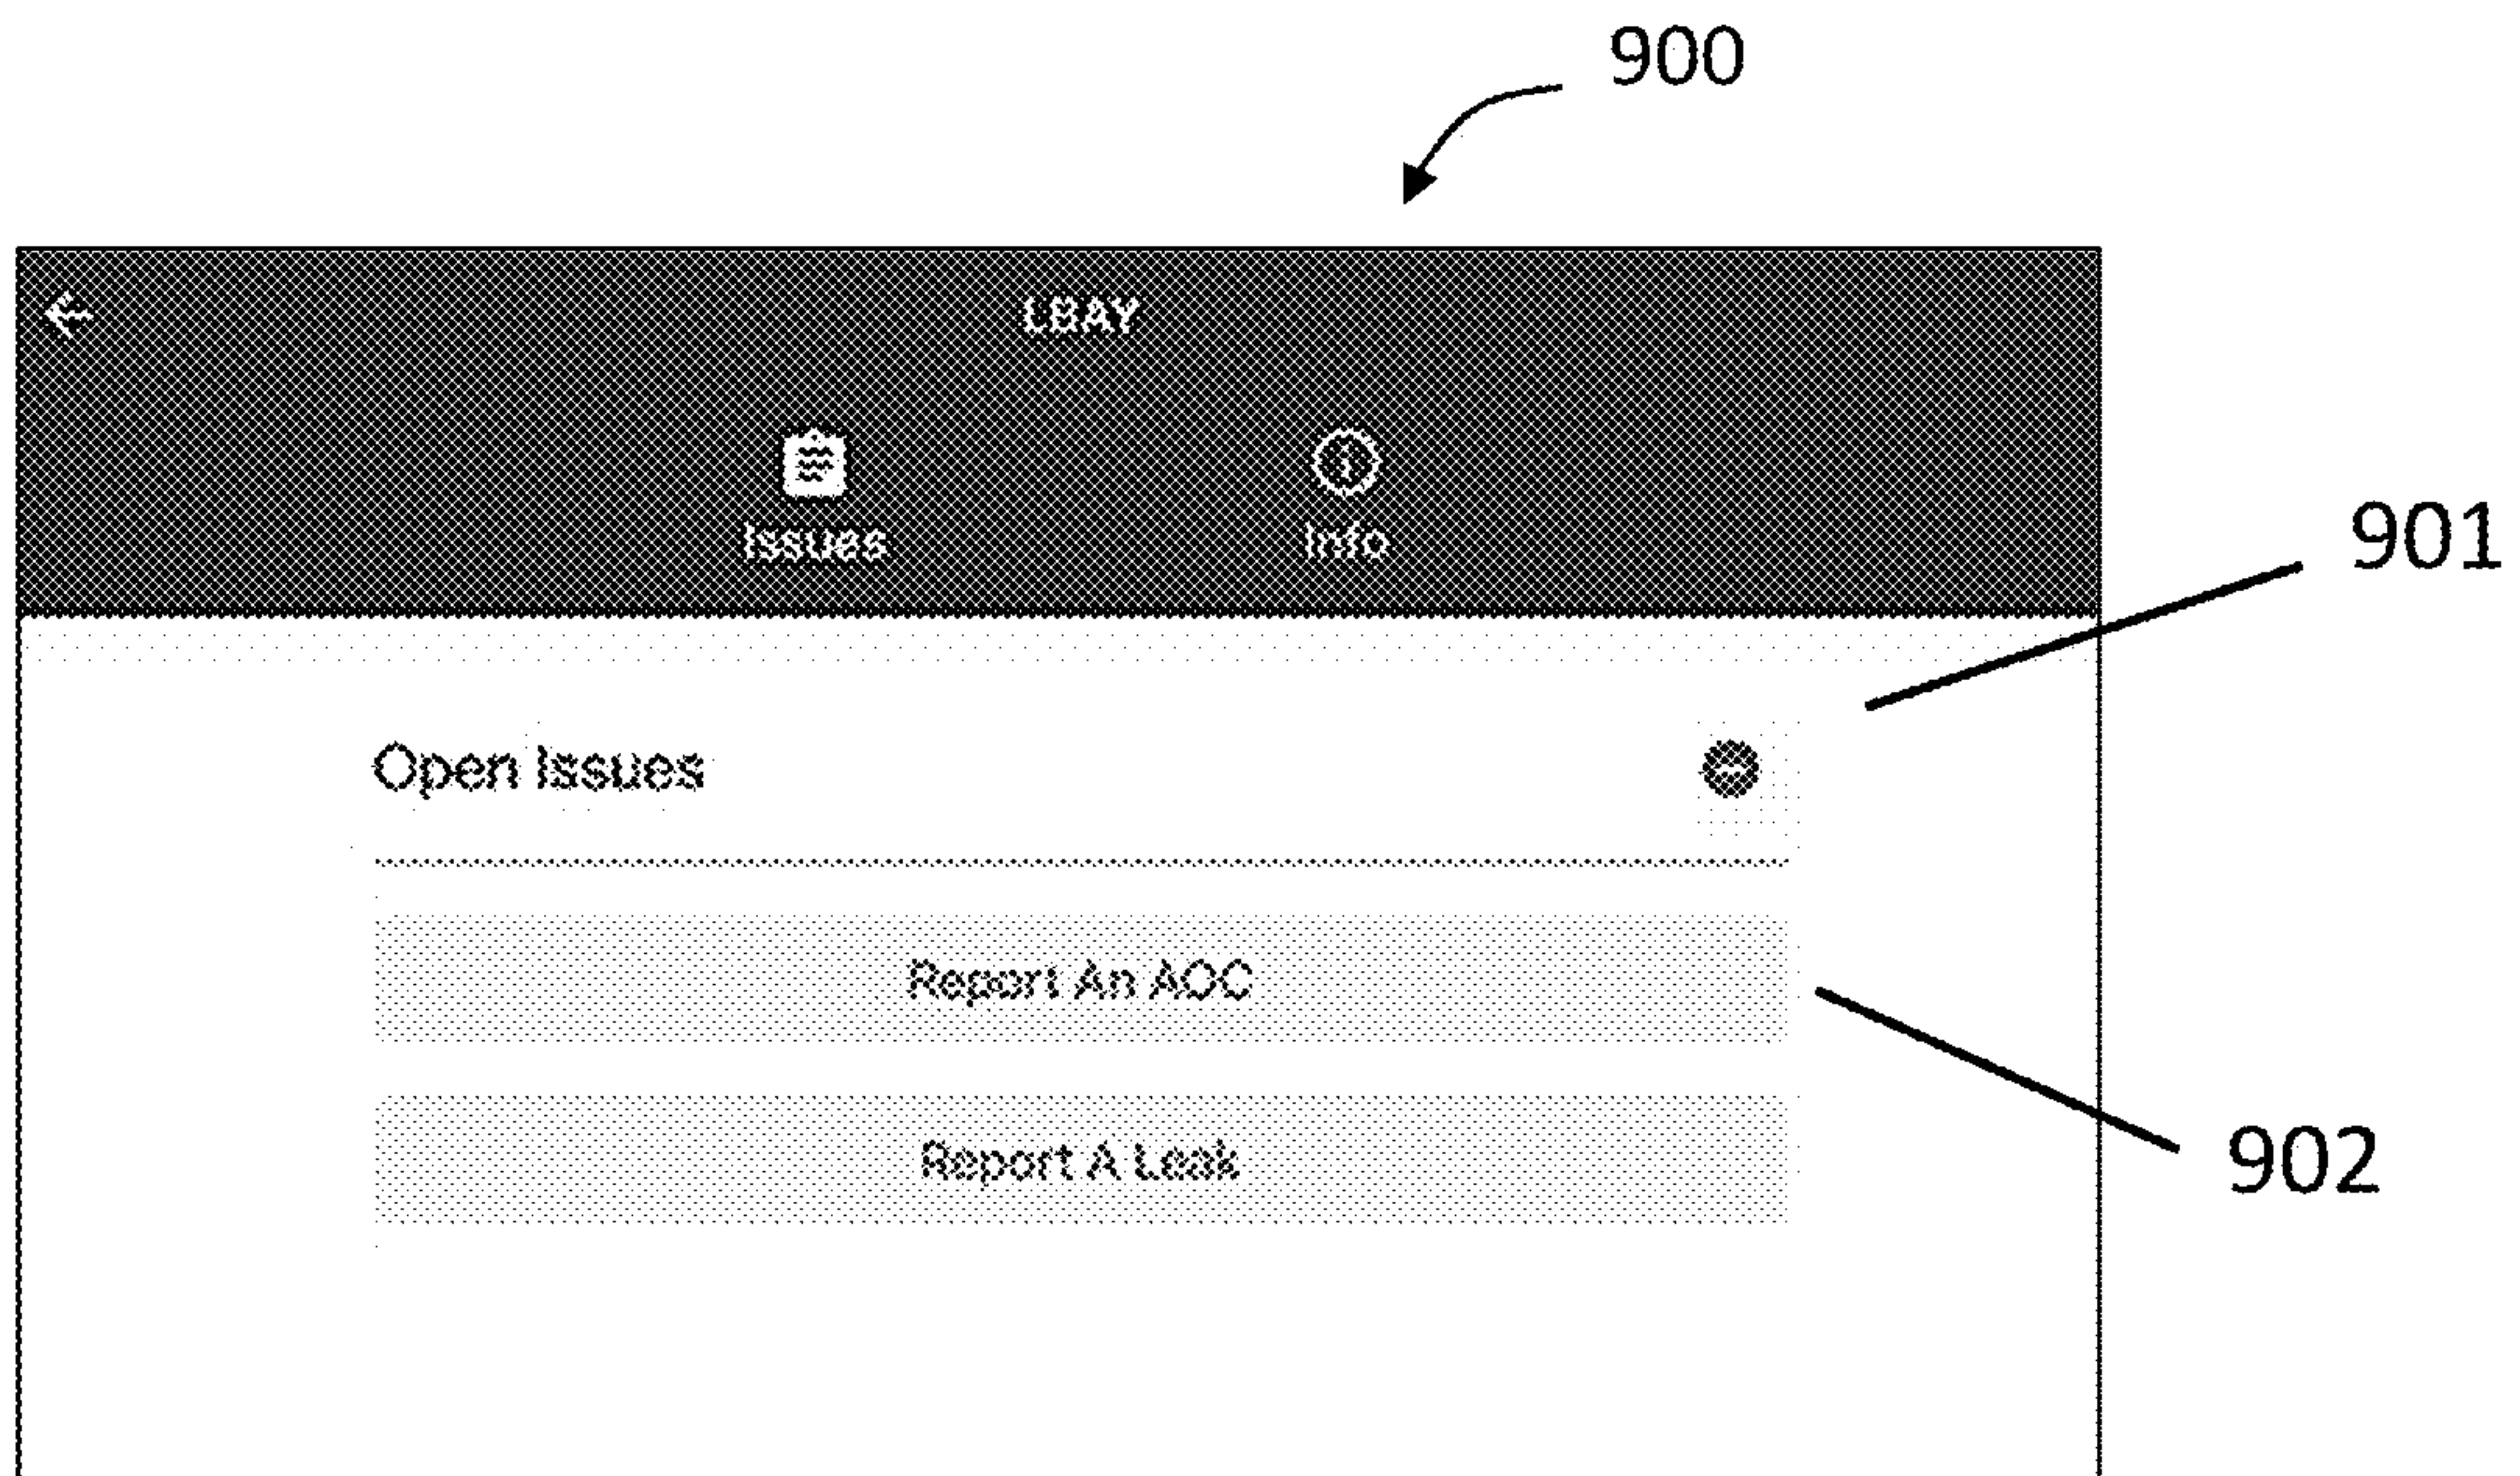 900
LBAY
Issues Info
901
Open Issues
Report An AOC
902
Report A Leak